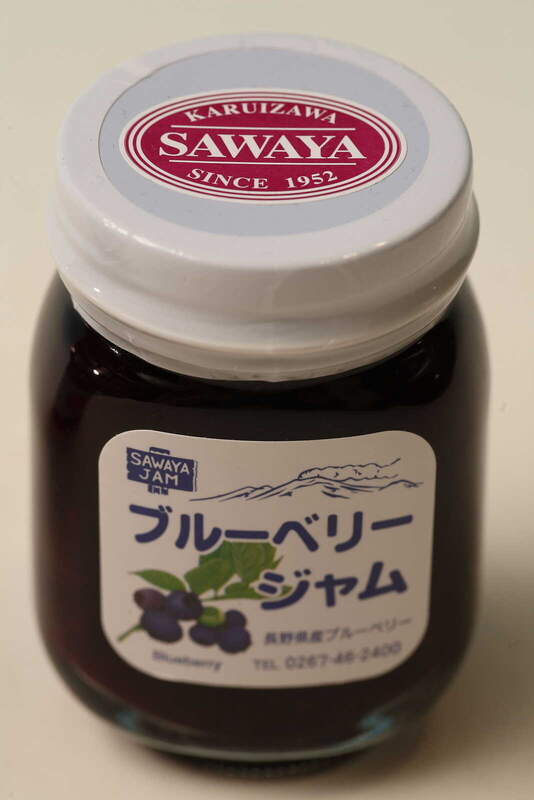 KARUIZAWA
SAWAYA
SINCE 1952
SAWAYA
JAM
ブルーベリー
ジャム
長野県産ブルーベリー
Blueberry
TEL 0267-46-2400